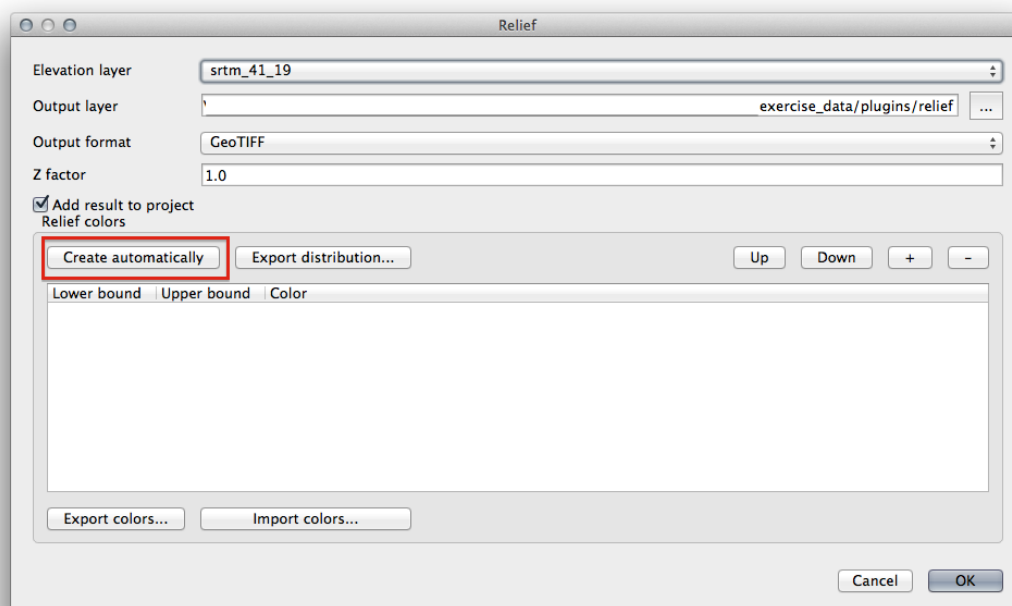 Relief
Elevation layer srtm_41_19
Output layer exercise_data/plugins/relief ...
Output format GeoTIFF
Z factor 1.0
Add result to project
Relief colors
Create automatically Export distribution... Up Down + -
Lower bound Upper bound Color
Export colors... Import colors...
Cancel OK